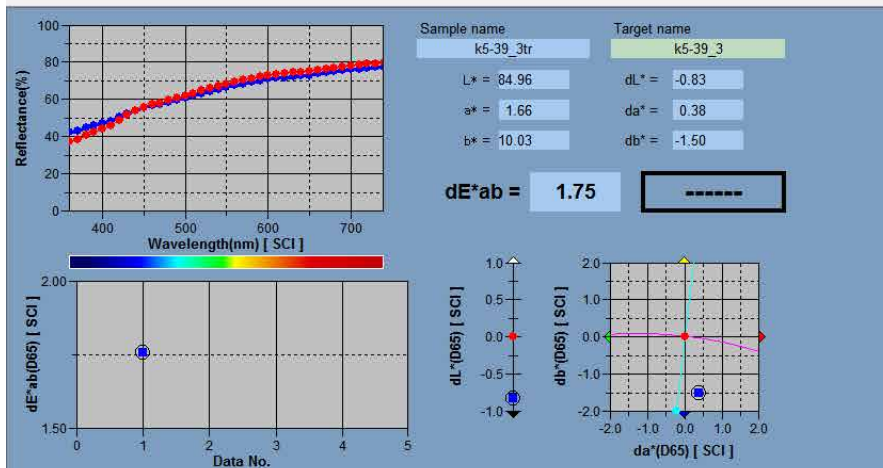 Sample name
Target name
k5-39_3tr
k5-39_3
L* = 84.96
dL* = -0.83
a* = 1.66
da* = 0.38
b* = 10.03
db* = -1.50
dE*ab = 1.75
------
Reflectance(%)
100
80
60
40
20
0
400 500 600 700
Wavelength(nm) [ SCI ]
dE*ab(D65) [ SCI ]
2.00
1.50
0 1 2 3 4 5
Data No.
dL*(D65) [ SCI ]
1.0
0.5
0.0
-0.5
-1.0
db*(D65) [ SCI ]
2.0
1.0
0.0
-1.0
-2.0
-2.0 -1.0 0.0 1.0 2.0
da*(D65) [ SCI ]